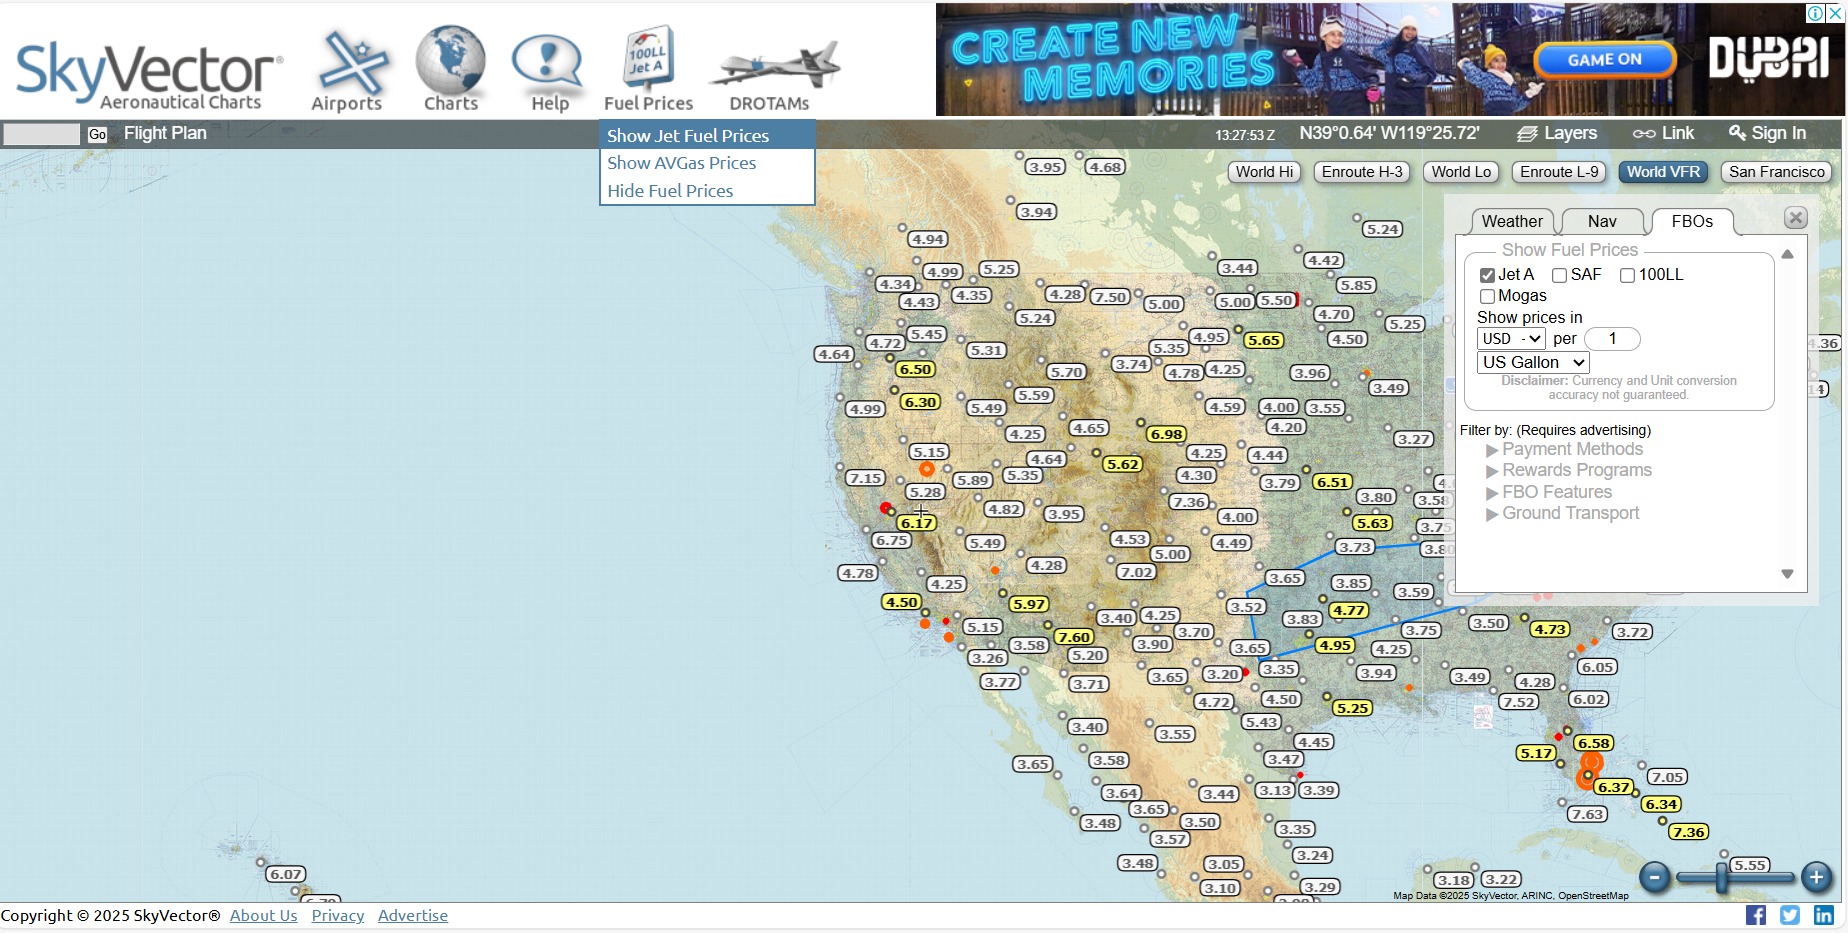 SkyVector®
Aeronautical Charts
Airports
Charts
Help
100LL
Jet A
Fuel Prices
DROTAMs
CREATE NEW
MEMORIES
GAME ON
DUBAI
Go
Flight Plan
Show Jet Fuel Prices
Show AVGas Prices
Hide Fuel Prices
13:27:53 Z
N39°0.64' W119°25.72'
Layers
Link
Sign In
World Hi
Enroute H-3
World Lo
Enroute L-9
World VFR
San Francisco
Weather
Nav
FBOs
Show Fuel Prices
Jet A
SAF
100LL
Mogas
Show prices in
USD - per 1
US Gallon
Disclaimer: Currency and Unit conversion
accuracy not guaranteed.
Filter by: (Requires advertising)
Payment Methods
Rewards Programs
FBO Features
Ground Transport
3.95 4.68
3.94
5.24
4.94
4.42
4.99 5.25 3.44
4.34 5.85
4.43 4.35 4.28 7.50 5.00 5.00 5.50
5.24 4.70
5.25
5.45 4.95 5.65 4.50
4.72
4.64 5.31 5.35
4.36
6.50 5.70 3.74 4.78 4.25 3.96
3.49
6.30 5.59
4.99 5.49 4.59 4.00 3.55
4.25 4.65 6.98 4.20
3.27
5.15 4.64 5.62 4.25 4.44
7.15 5.89 5.35 4.30 3.79 6.51
5.28 3.80
4.82 3.95 7.36 3.58
6.17 4.00 5.63
6.75 5.49 4.53 4.49 3.73
5.00
4.78 4.28 7.02 3.65
4.25 3.85 3.59
4.50 5.97 3.52 4.77
5.15 3.40 4.25 3.83 3.50 4.73
7.60 3.70 3.75 3.72
3.58 3.90 3.65 4.95 4.25
3.26 5.20
3.77 3.71 3.65 3.20 3.35 3.94 3.49 4.28 6.05
4.72 4.50 5.25 7.52 6.02
5.43
3.40 3.55 4.45 6.58
5.17
3.65 3.58 3.47
7.05
3.64 3.44 3.13 3.39 6.37
3.65 6.34
3.48 3.50 7.63
3.57 3.35 7.36
3.48 3.05 3.24
5.55
6.07 3.10 3.29 3.18 3.22
Map Data ©2025 SkyVector, ARINC, OpenStreetMap
Copyright © 2025 SkyVector® About Us Privacy Advertise